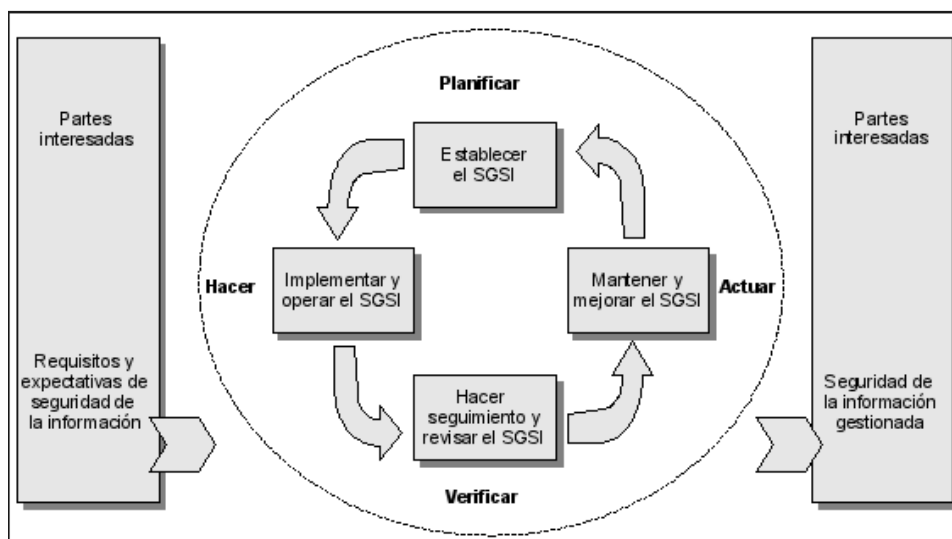 Partes
interesadas
Requisitos y
expectativas de
seguridad de
la información
Planificar
Establecer
el SGSI
Hacer
Implementar y
operar el SGSI
Mantener y
mejorar el SGSI
Actuar
Hacer
seguimiento y
revisar el SGSI
Verificar
Partes
interesadas
Seguridad de
la información
gestionada